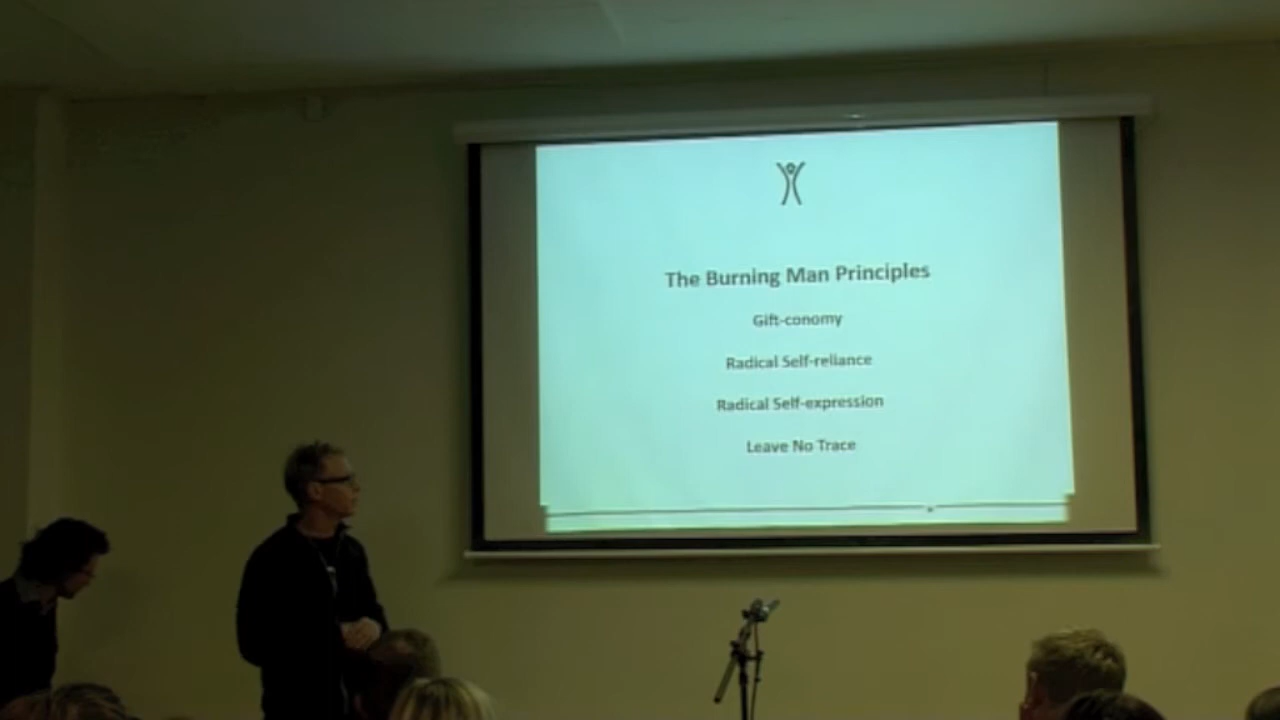 The Burning Man Principles
Gift-conomy
Radical Self-reliance
Radical Self-expression
Leave No Trace